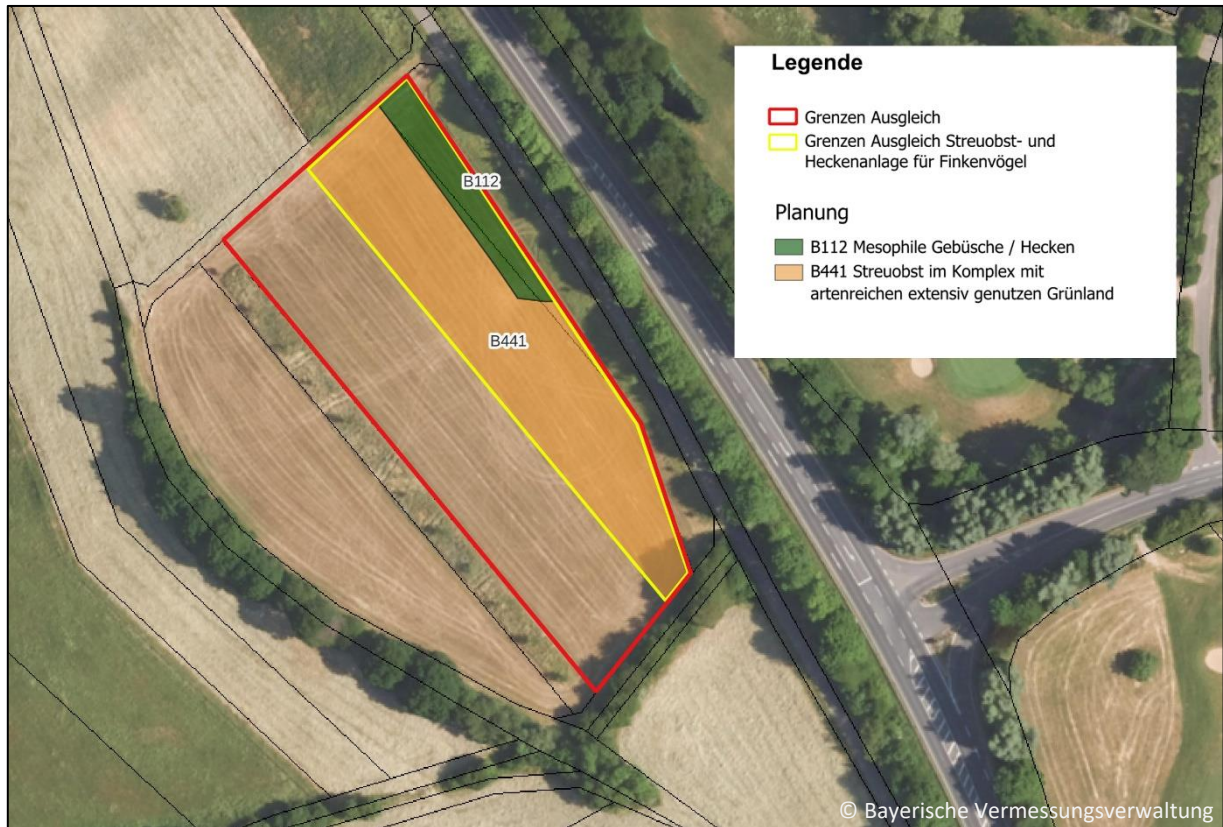 Legende
Grenzen Ausgleich
Grenzen Ausgleich Streuobst- und
Heckenanlage für Finkenvögel
Planung
B112 Mesophile Gebüsche / Hecken
B441 Streuobst im Komplex mit
artenreichen extensiv genutzen Grünland
B112
B441
© Bayerische Vermessungsverwaltung